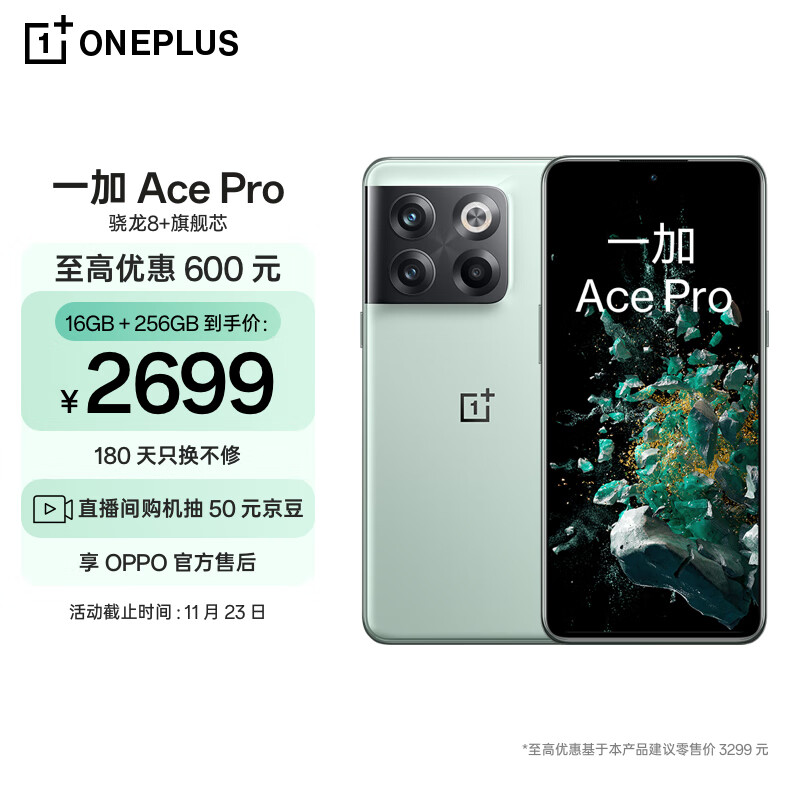 1+ ONEPLUS
一加 Ace Pro
骁龙8+旗舰芯
至高优惠 600 元
16GB + 256GB 到手价:
¥2699
180 天只换不修
直播间购机抽 50 元京豆
享 OPPO 官方售后
活动截止时间 : 11 月 23 日
一加
Ace Pro
1+
*至高优惠基于本产品建议零售价 3299 元